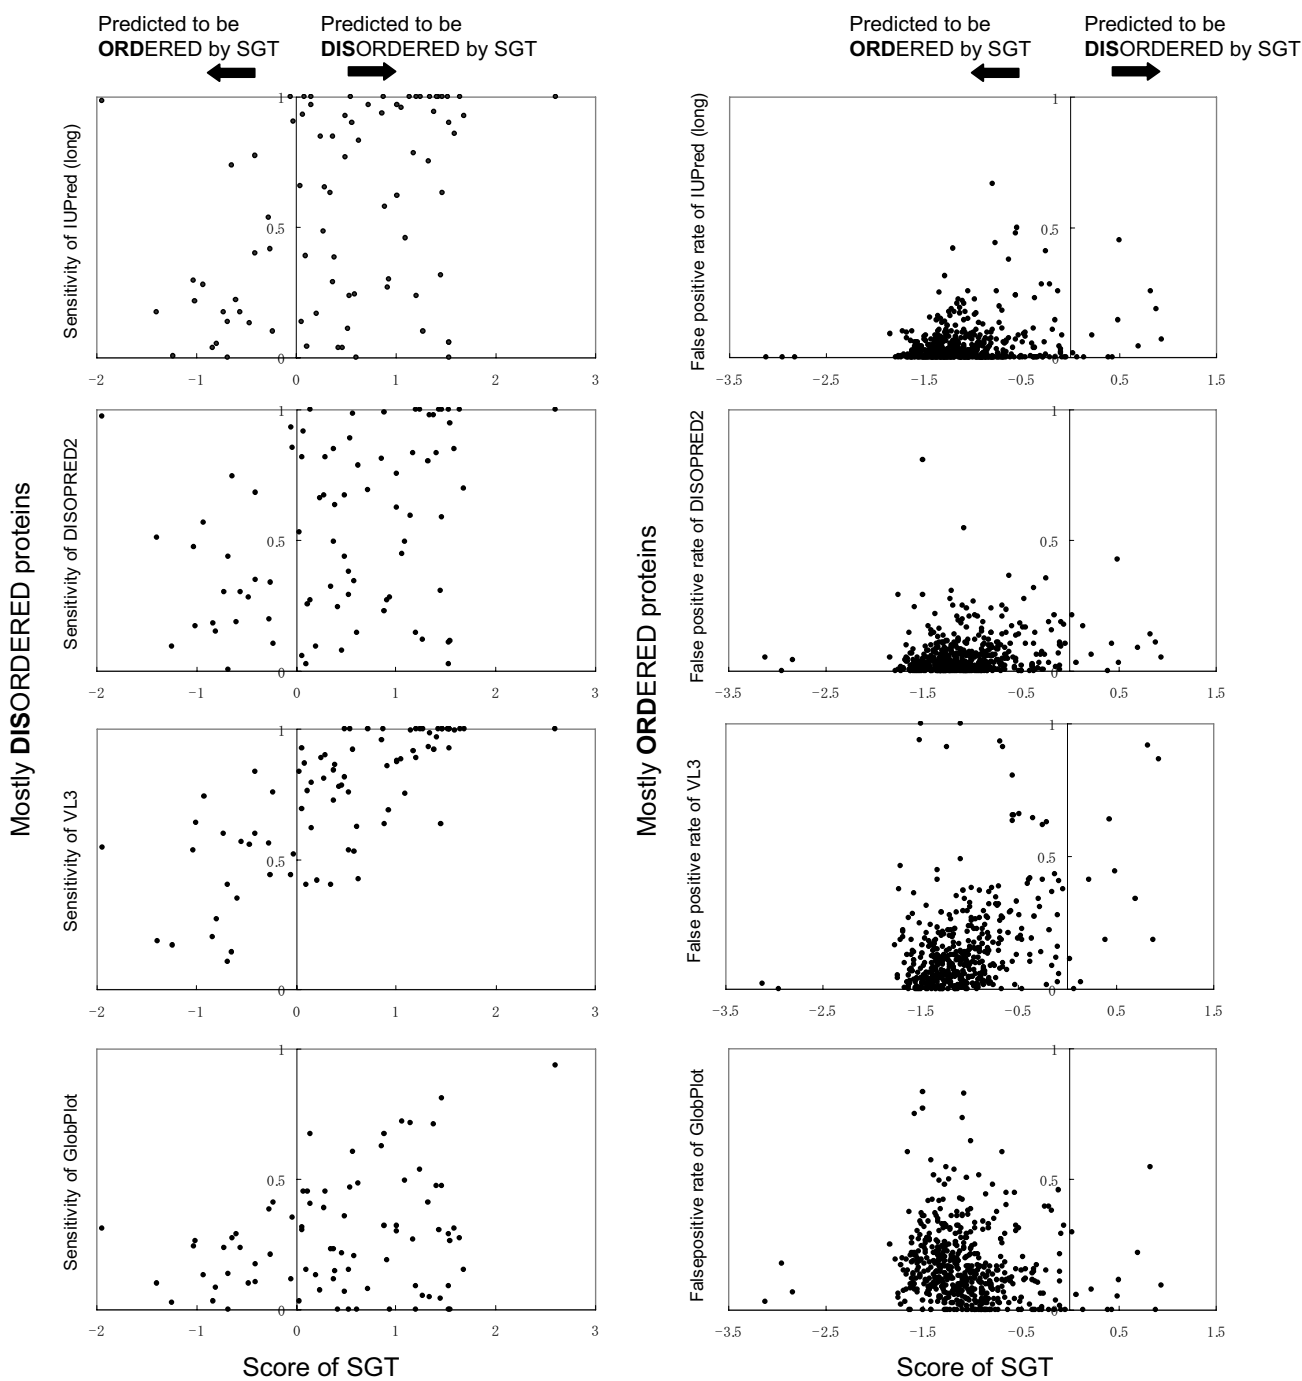 Predicted to be
ORDERED by SGT
Predicted to be
DISORDERED by SGT
Predicted to be
ORDERED by SGT
Predicted to be
DISORDERED by SGT
Mostly DISORDERED proteins
Sensitivity of IUPred (long)
1
0.5
0
-2 -1 0 1 2 3
Sensitivity of DISOPRED2
1
0.5
0
-2 -1 0 1 2 3
Sensitivity of VL3
1
0.5
0
-2 -1 0 1 2 3
Sensitivity of GlobPlot
1
0.5
0
-2 -1 0 1 2 3
Score of SGT
Mostly ORDERED proteins
False positive rate of IUPred (long)
1
0.5
0
-3.5 -2.5 -1.5 -0.5 0.5 1.5
False positive rate of DISOPRED2
1
0.5
0
-3.5 -2.5 -1.5 -0.5 0.5 1.5
False positive rate of VL3
1
0.5
0
-3.5 -2.5 -1.5 -0.5 0.5 1.5
Falsepositive rate of GlobPlot
1
0.5
0
-3.5 -2.5 -1.5 -0.5 0.5 1.5
Score of SGT